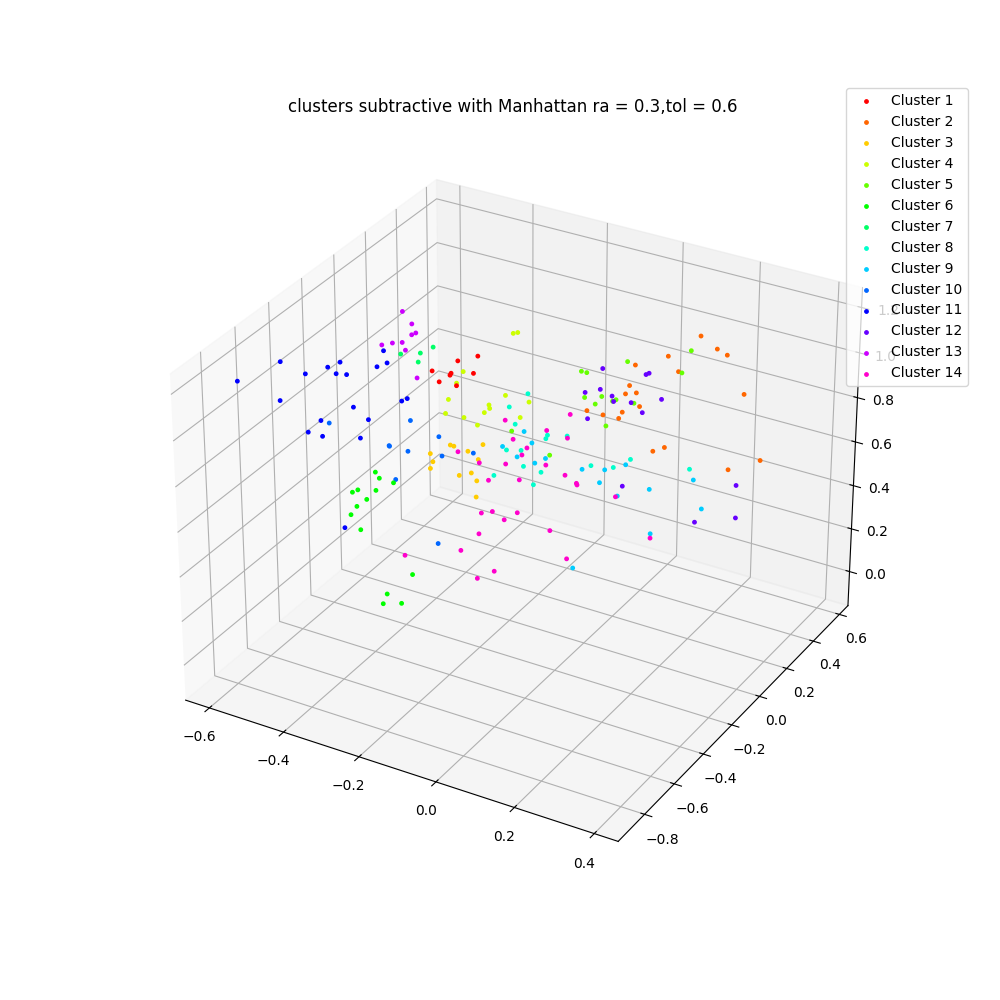 clusters subtractive with Manhattan ra = 0.3,tol = 0.6
Cluster 1
Cluster 2
Cluster 3
Cluster 4
Cluster 5
Cluster 6
Cluster 7
Cluster 8
Cluster 9
Cluster 10
Cluster 11
Cluster 12
Cluster 13
Cluster 14
1.0
0.8
0.6
0.4
0.2
0.0
0.6
0.4
0.2
0.0
−0.2
−0.4
−0.6
−0.8
−0.6
−0.4
−0.2
0.0
0.2
0.4